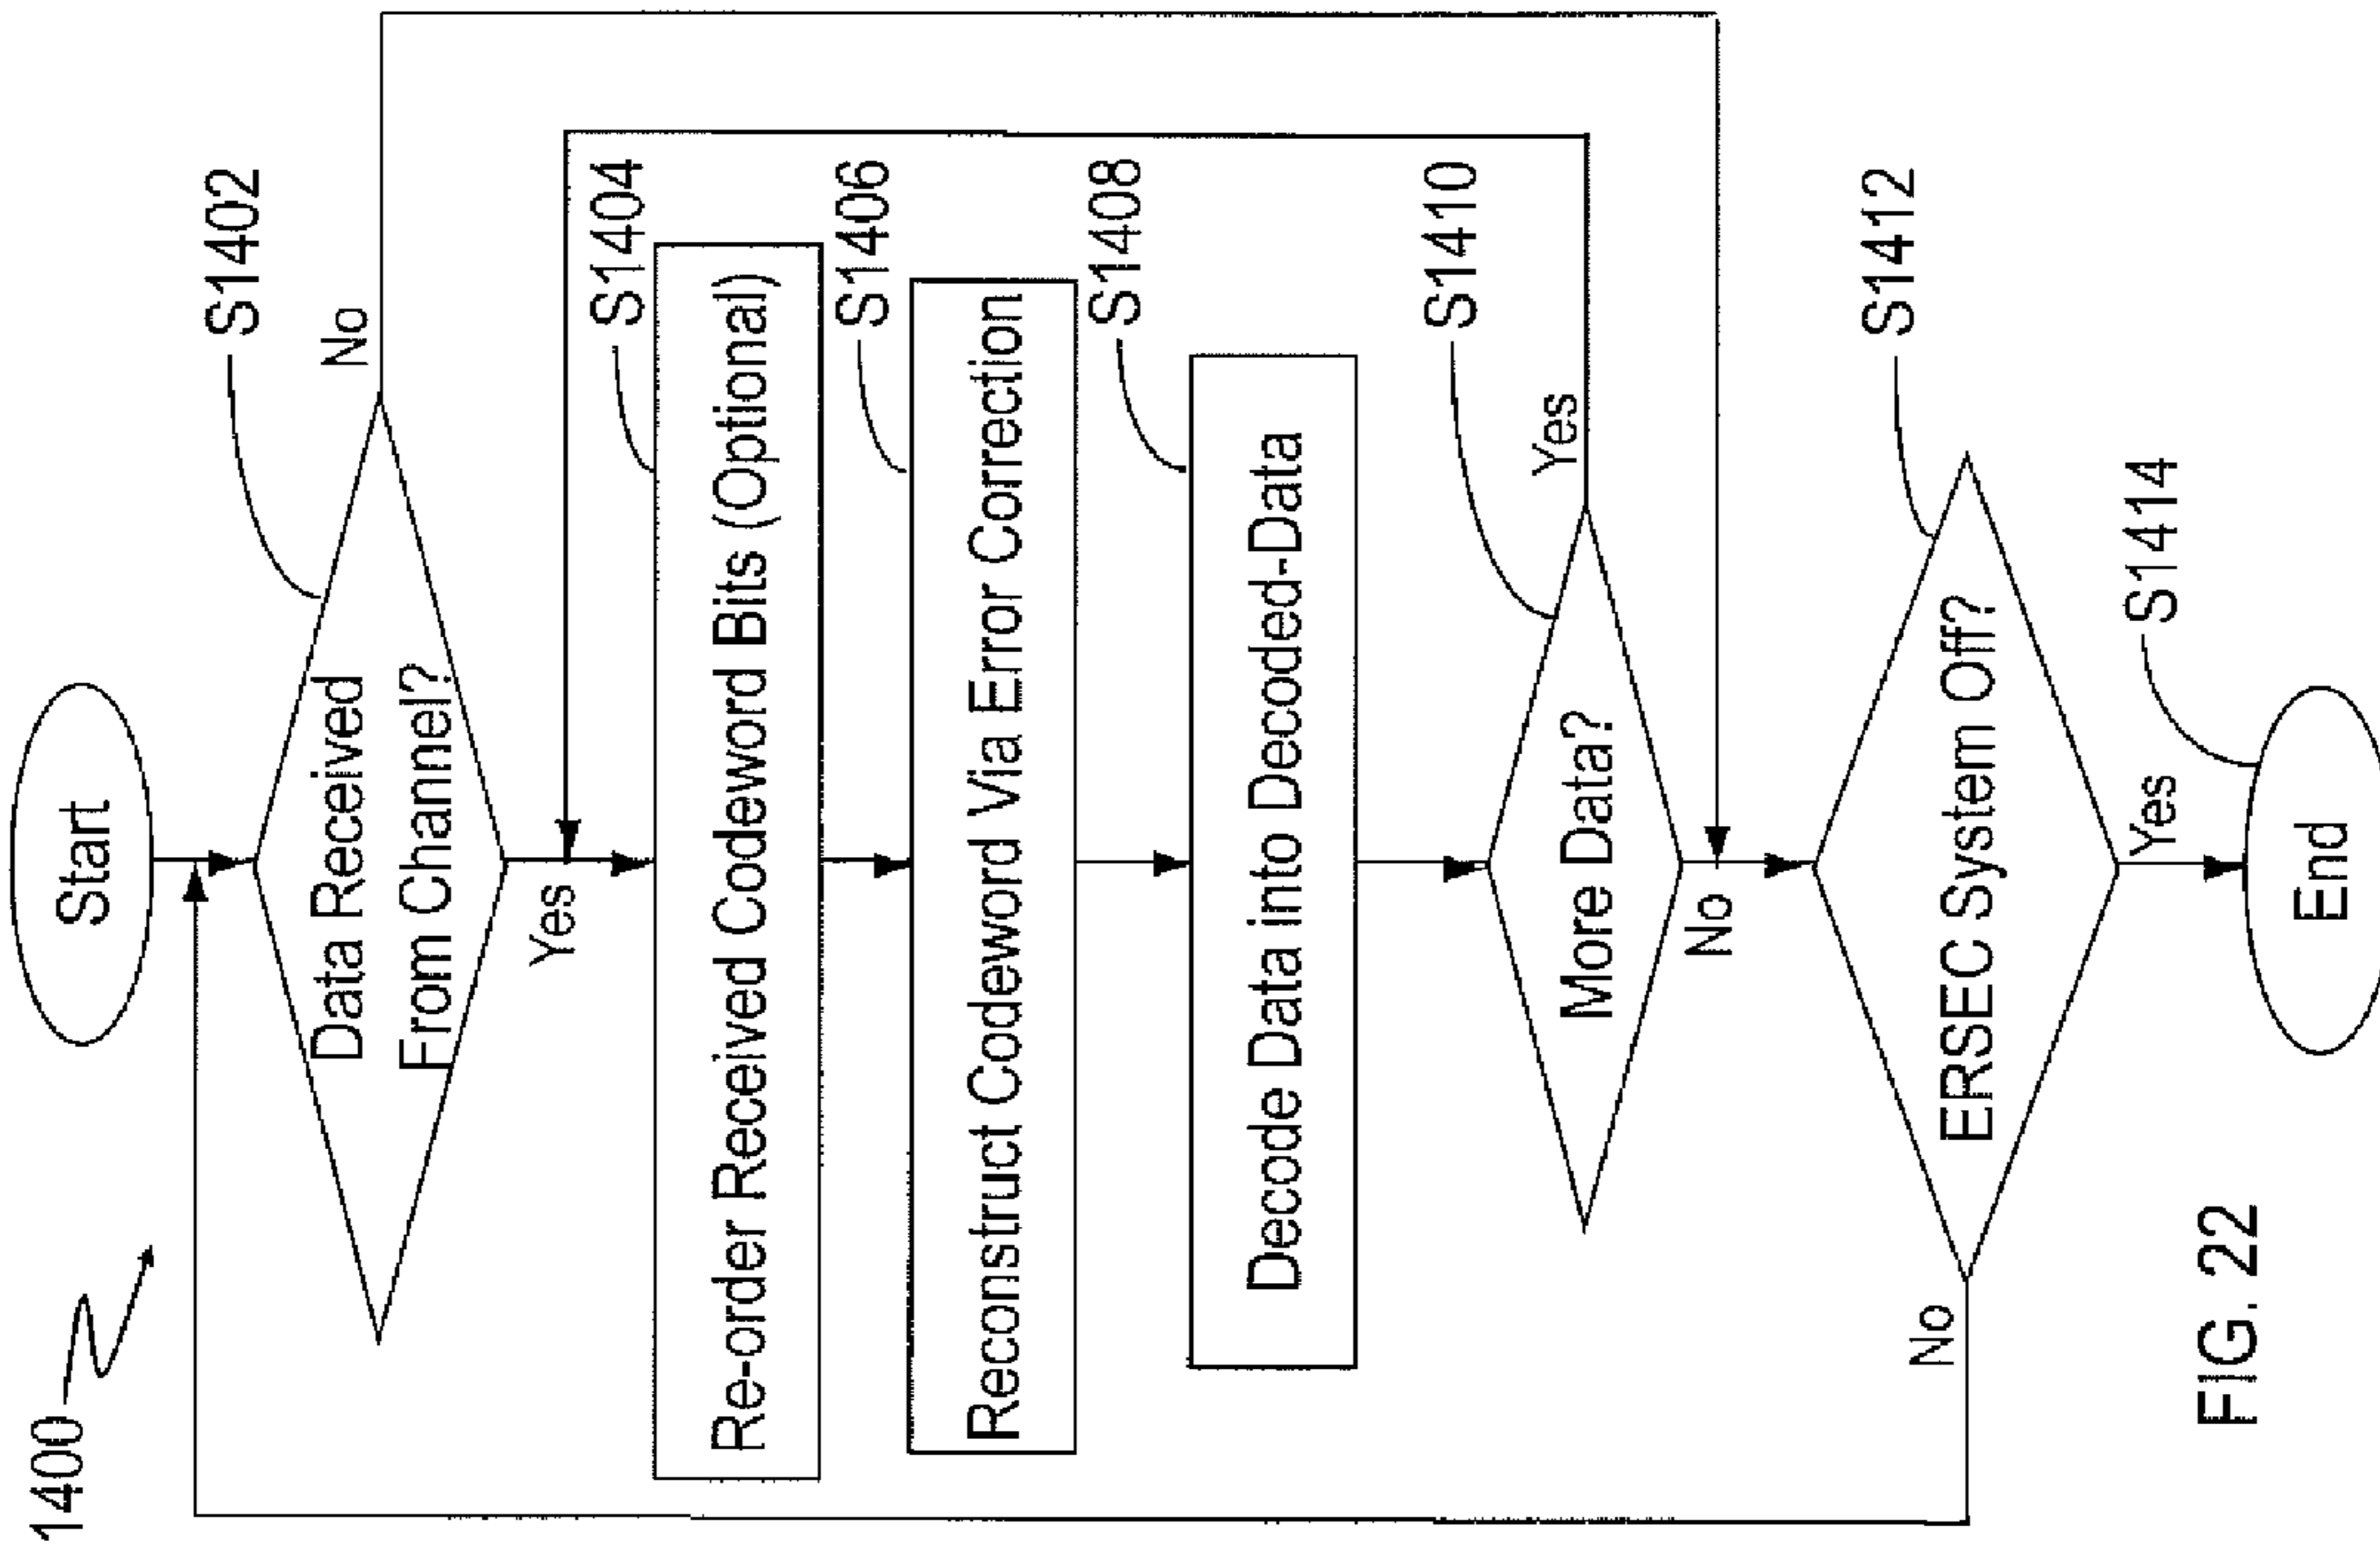 1400
Start
S1402
Data Received
From Channel?
No
Yes
S1404
Re-order Received Codeword Bits (Optional)
S1406
Reconstruct Codeword Via Error Correction
S1408
Decode Data into Decoded-Data
S1410
More Data?
Yes
No
S1412
ERSEC System Off?
No
Yes
S1414
End
FIG. 22